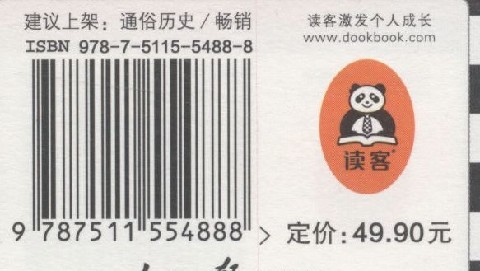 建议上架：通俗历史/畅销
ISBN 978-7-5115-5488-8
9 787511 554888 >
读客激发个人成长
www.dookbook.com
读客®
定价：49.90元